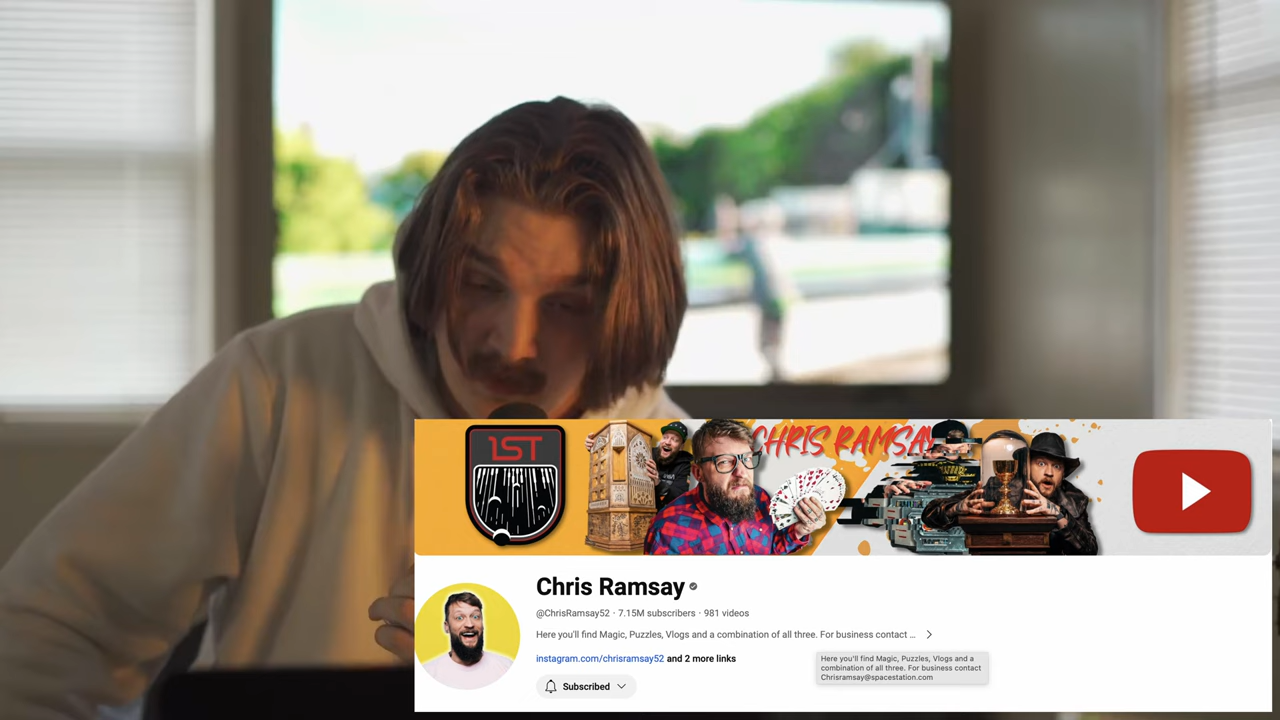 1ST
CHRIS RAMSAY
Chris Ramsay
@ChrisRamsay52 · 7.15M subscribers · 981 videos
Here you'll find Magic, Puzzles, Vlogs and a combination of all three. For business contact ...
instagram.com/chrisramsay52 and 2 more links
Here you'll find Magic, Puzzles, Vlogs and a
combination of all three. For business contact
Chrisramsay@spacestation.com
Subscribed